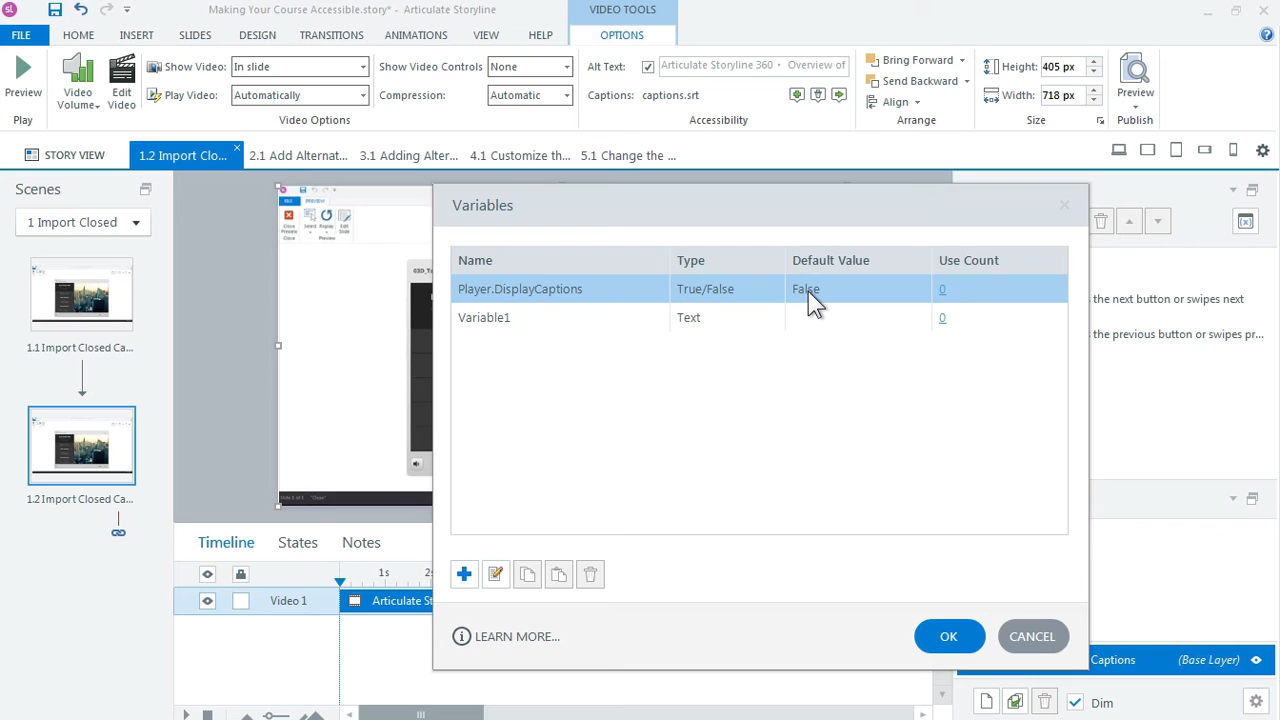 sl
Making Your Course Accessible.story* - Articulate Storyline
VIDEO TOOLS
FILE HOME INSERT SLIDES DESIGN TRANSITIONS ANIMATIONS VIEW HELP OPTIONS
Show Video: In slide
Show Video Controls None
Alt Text: Articulate Storyline 360 • Overview of
Bring Forward
Height: 405 px
Preview
Video Volume
Edit Video
Play Video: Automatically
Compression: Automatic
Captions: captions.srt
Send Backward
Align
Width: 718 px
Preview
Play
Video Options
Accessibility
Arrange
Size
Publish
STORY VIEW
1.2 Import Clo...
2.1 Add Alternat...
3.1 Adding Alter...
4.1 Customize th...
5.1 Change the ...
Scenes
1 Import Closed
1.1 Import Closed Ca...
1.2 Import Closed Ca...
Variables
Name Type Default Value Use Count
Player.DisplayCaptions True/False False 0
Variable1 Text 0
the next button or swipes next
the previous button or swipes pr...
LEARN MORE...
OK
CANCEL
Timeline
States
Notes
1s
2
Video 1
Articulate St
Captions
(Base Layer)
Dim